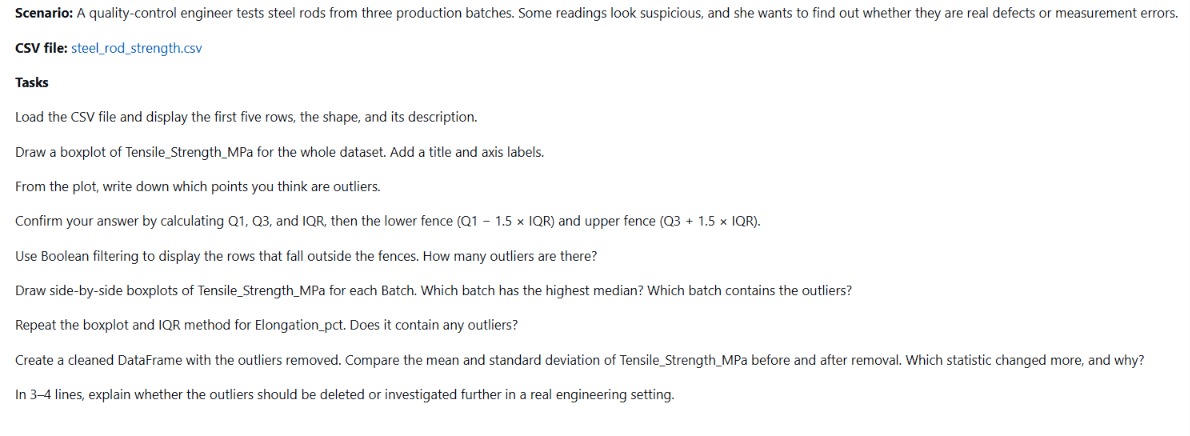 Scenario: A quality-control engineer tests steel rods from three production batches. Some readings look suspicious, and she wants to find out whether they are real defects or measurement errors.
CSV file: steel_rod_strength.csv
Tasks
Load the CSV file and display the first five rows, the shape, and its description.
Draw a boxplot of Tensile_Strength_MPa for the whole dataset. Add a title and axis labels.
From the plot, write down which points you think are outliers.
Confirm your answer by calculating Q1, Q3, and IQR, then the lower fence (Q1 − 1.5 × IQR) and upper fence (Q3 + 1.5 × IQR).
Use Boolean filtering to display the rows that fall outside the fences. How many outliers are there?
Draw side-by-side boxplots of Tensile_Strength_MPa for each Batch. Which batch has the highest median? Which batch contains the outliers?
Repeat the boxplot and IQR method for Elongation_pct. Does it contain any outliers?
Create a cleaned DataFrame with the outliers removed. Compare the mean and standard deviation of Tensile_Strength_MPa before and after removal. Which statistic changed more, and why?
In 3–4 lines, explain whether the outliers should be deleted or investigated further in a real engineering setting.